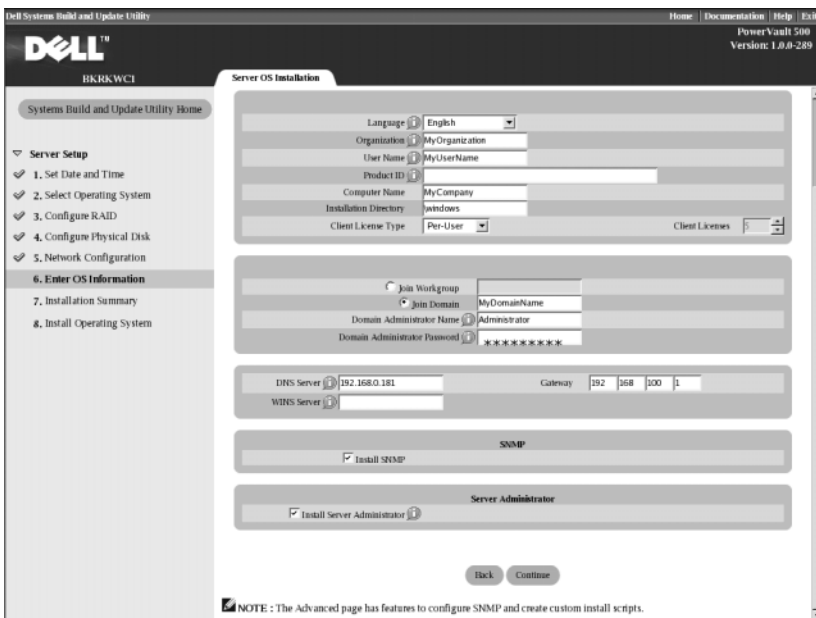 Dell Systems Build and Update Utility
Home Documentation Help Exit
DELL™
PowerVault 500
Version: 1.0.0-289
BKRKWC1
Server OS Installation
Systems Build and Update Utility Home
Server Setup
1. Set Date and Time
2. Select Operating System
3. Configure RAID
4. Configure Physical Disk
5. Network Configuration
6. Enter OS Information
7. Installation Summary
8. Install Operating System
Language English
Organization MyOrganization
User Name MyUserName
Product ID
Computer Name MyCompany
Installation Directory \windows
Client License Type Per-User Client Licenses 5
Join Workgroup
Join Domain MyDomainName
Domain Administrator Name Administrator
Domain Administrator Password *********
DNS Server 192.168.0.181 Gateway 192 168 100 1
WINS Server
SNMP
Install SNMP
Server Administrator
Install Server Administrator
Back Continue
NOTE : The Advanced page has features to configure SNMP and create custom install scripts.